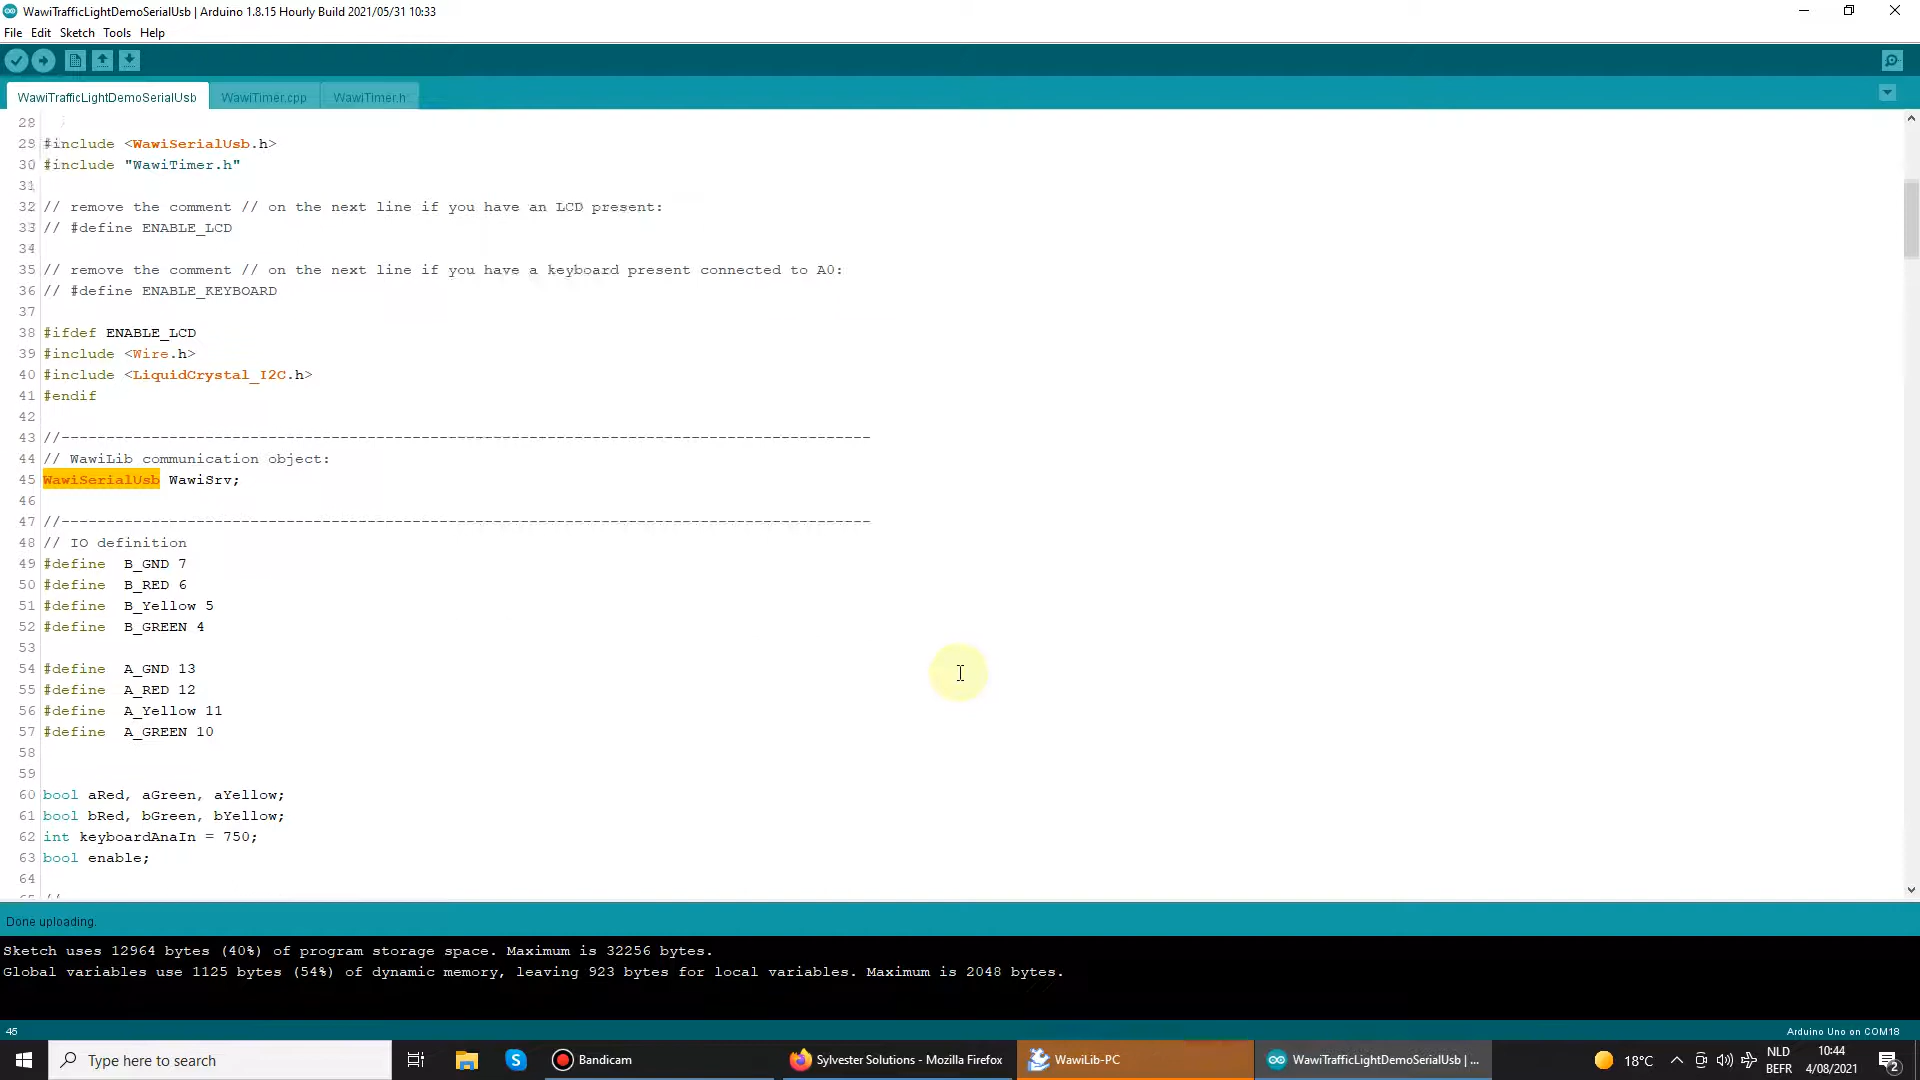 WawiTrafficLightDemoSerialUsb | Arduino 1.8.15 Hourly Build 2021/05/31 10:33
File Edit Sketch Tools Help
WawiTrafficLightDemoSerialUsb WawiTimer.cpp WawiTimer.h
28
29 #include <WawiSerialUsb.h>
30 #include "WawiTimer.h"
31
32 // remove the comment // on the next line if you have an LCD present:
33 // #define ENABLE_LCD
34
35 // remove the comment // on the next line if you have a keyboard present connected to A0:
36 // #define ENABLE_KEYBOARD
37
38 #ifdef ENABLE_LCD
39 #include <Wire.h>
40 #include <LiquidCrystal_I2C.h>
41 #endif
42
43 //------------------------------------------------------------------------------------------
44 // WawiLib communication object:
45 WawiSerialUsb WawiSrv;
46
47 //------------------------------------------------------------------------------------------
48 // IO definition
49 #define  B_GND 7
50 #define  B_RED 6
51 #define  B_Yellow 5
52 #define  B_GREEN 4
53
54 #define  A_GND 13
55 #define  A_RED 12
56 #define  A_Yellow 11
57 #define  A_GREEN 10
58
59
60 bool aRed, aGreen, aYellow;
61 bool bRed, bGreen, bYellow;
62 int keyboardAnaIn = 750;
63 bool enable;
64
Done uploading.
Sketch uses 12964 bytes (40%) of program storage space. Maximum is 32256 bytes.
Global variables use 1125 bytes (54%) of dynamic memory, leaving 923 bytes for local variables. Maximum is 2048 bytes.
45 Arduino Uno on COM18
Type here to search Bandicam Sylvester Solutions - Mozilla Firefox WawiLib-PC WawiTrafficLightDemoSerialUsb | ... 18°C NLD 10:44
BEFR 4/08/2021 2